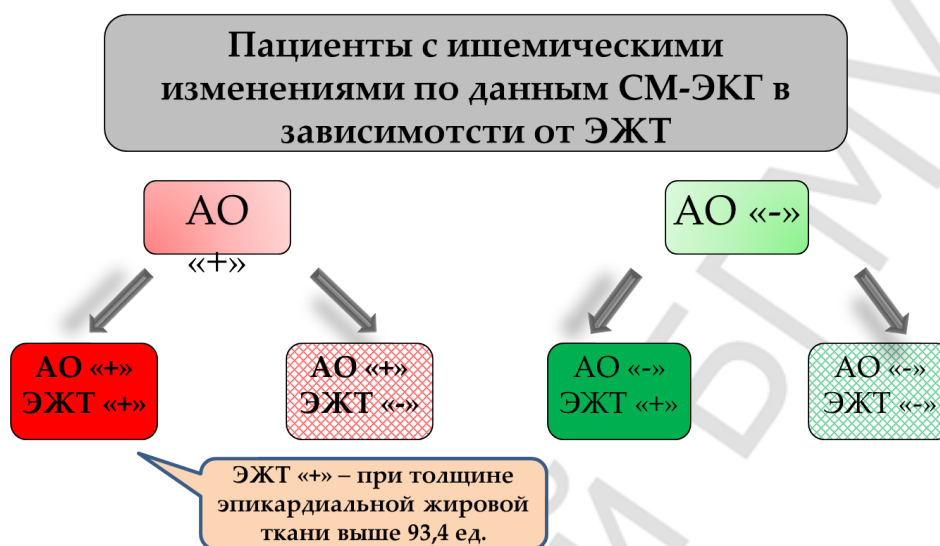 Пациенты с ишемическими
изменениями по данным СМ-ЭКГ в
зависимотсти от ЭЖТ
АО
«+»
АО «-»
АО «+»
ЭЖТ «+»
АО «+»
ЭЖТ «-»
АО «-»
ЭЖТ «+»
АО «-»
ЭЖТ «-»
ЭЖТ «+» – при толщине
эпикардиальной жировой
ткани выше 93,4 ед.
Й БГМУ